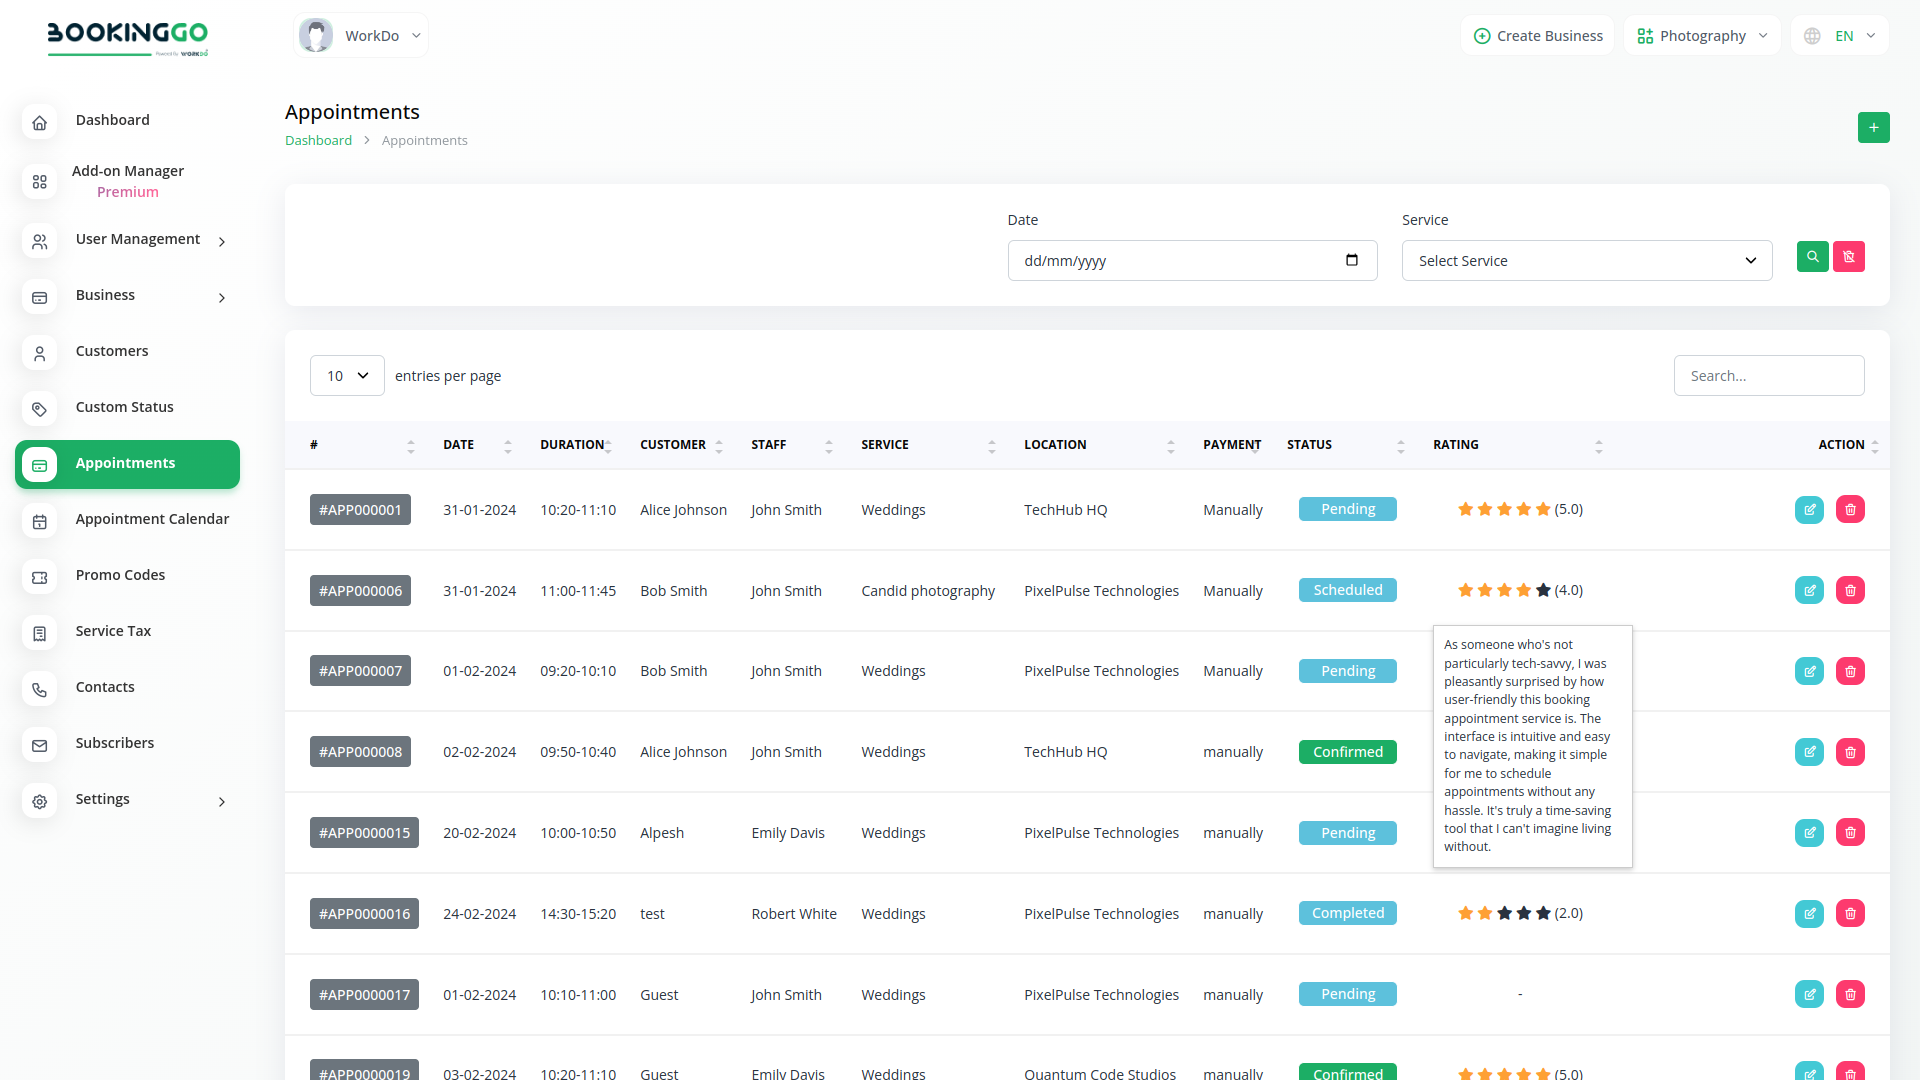 BOOKINGGO
Powered By WORKDO
WorkDo
Create Business
Photography
EN
Dashboard
Add-on Manager
Premium
User Management
Business
Customers
Custom Status
Appointments
Appointment Calendar
Promo Codes
Service Tax
Contacts
Subscribers
Settings
Appointments
Dashboard > Appointments
+
Date
Service
dd/mm/yyyy
Select Service
10 entries per page
Search...
# DATE DURATION CUSTOMER STAFF SERVICE LOCATION PAYMENT STATUS RATING ACTION
#APP000001 31-01-2024 10:20-11:10 Alice Johnson John Smith Weddings TechHub HQ Manually Pending (5.0)
#APP000006 31-01-2024 11:00-11:45 Bob Smith John Smith Candid photography PixelPulse Technologies Manually Scheduled (4.0)
#APP000007 01-02-2024 09:20-10:10 Bob Smith John Smith Weddings PixelPulse Technologies Manually Pending
#APP000008 02-02-2024 09:50-10:40 Alice Johnson John Smith Weddings TechHub HQ manually Confirmed
#APP0000015 20-02-2024 10:00-10:50 Alpesh Emily Davis Weddings PixelPulse Technologies manually Pending
#APP0000016 24-02-2024 14:30-15:20 test Robert White Weddings PixelPulse Technologies manually Completed (2.0)
#APP0000017 01-02-2024 10:10-11:00 Guest John Smith Weddings PixelPulse Technologies manually Pending -
#APP0000019 03-02-2024 10:20-11:10 Guest Emily Davis Weddings Quantum Code Studios manually Confirmed (5.0)
As someone who's not
particularly tech-savvy, I was
pleasantly surprised by how
user-friendly this booking
appointment service is. The
interface is intuitive and easy
to navigate, making it simple
for me to schedule
appointments without any
hassle. It's truly a time-saving
tool that I can't imagine living
without.